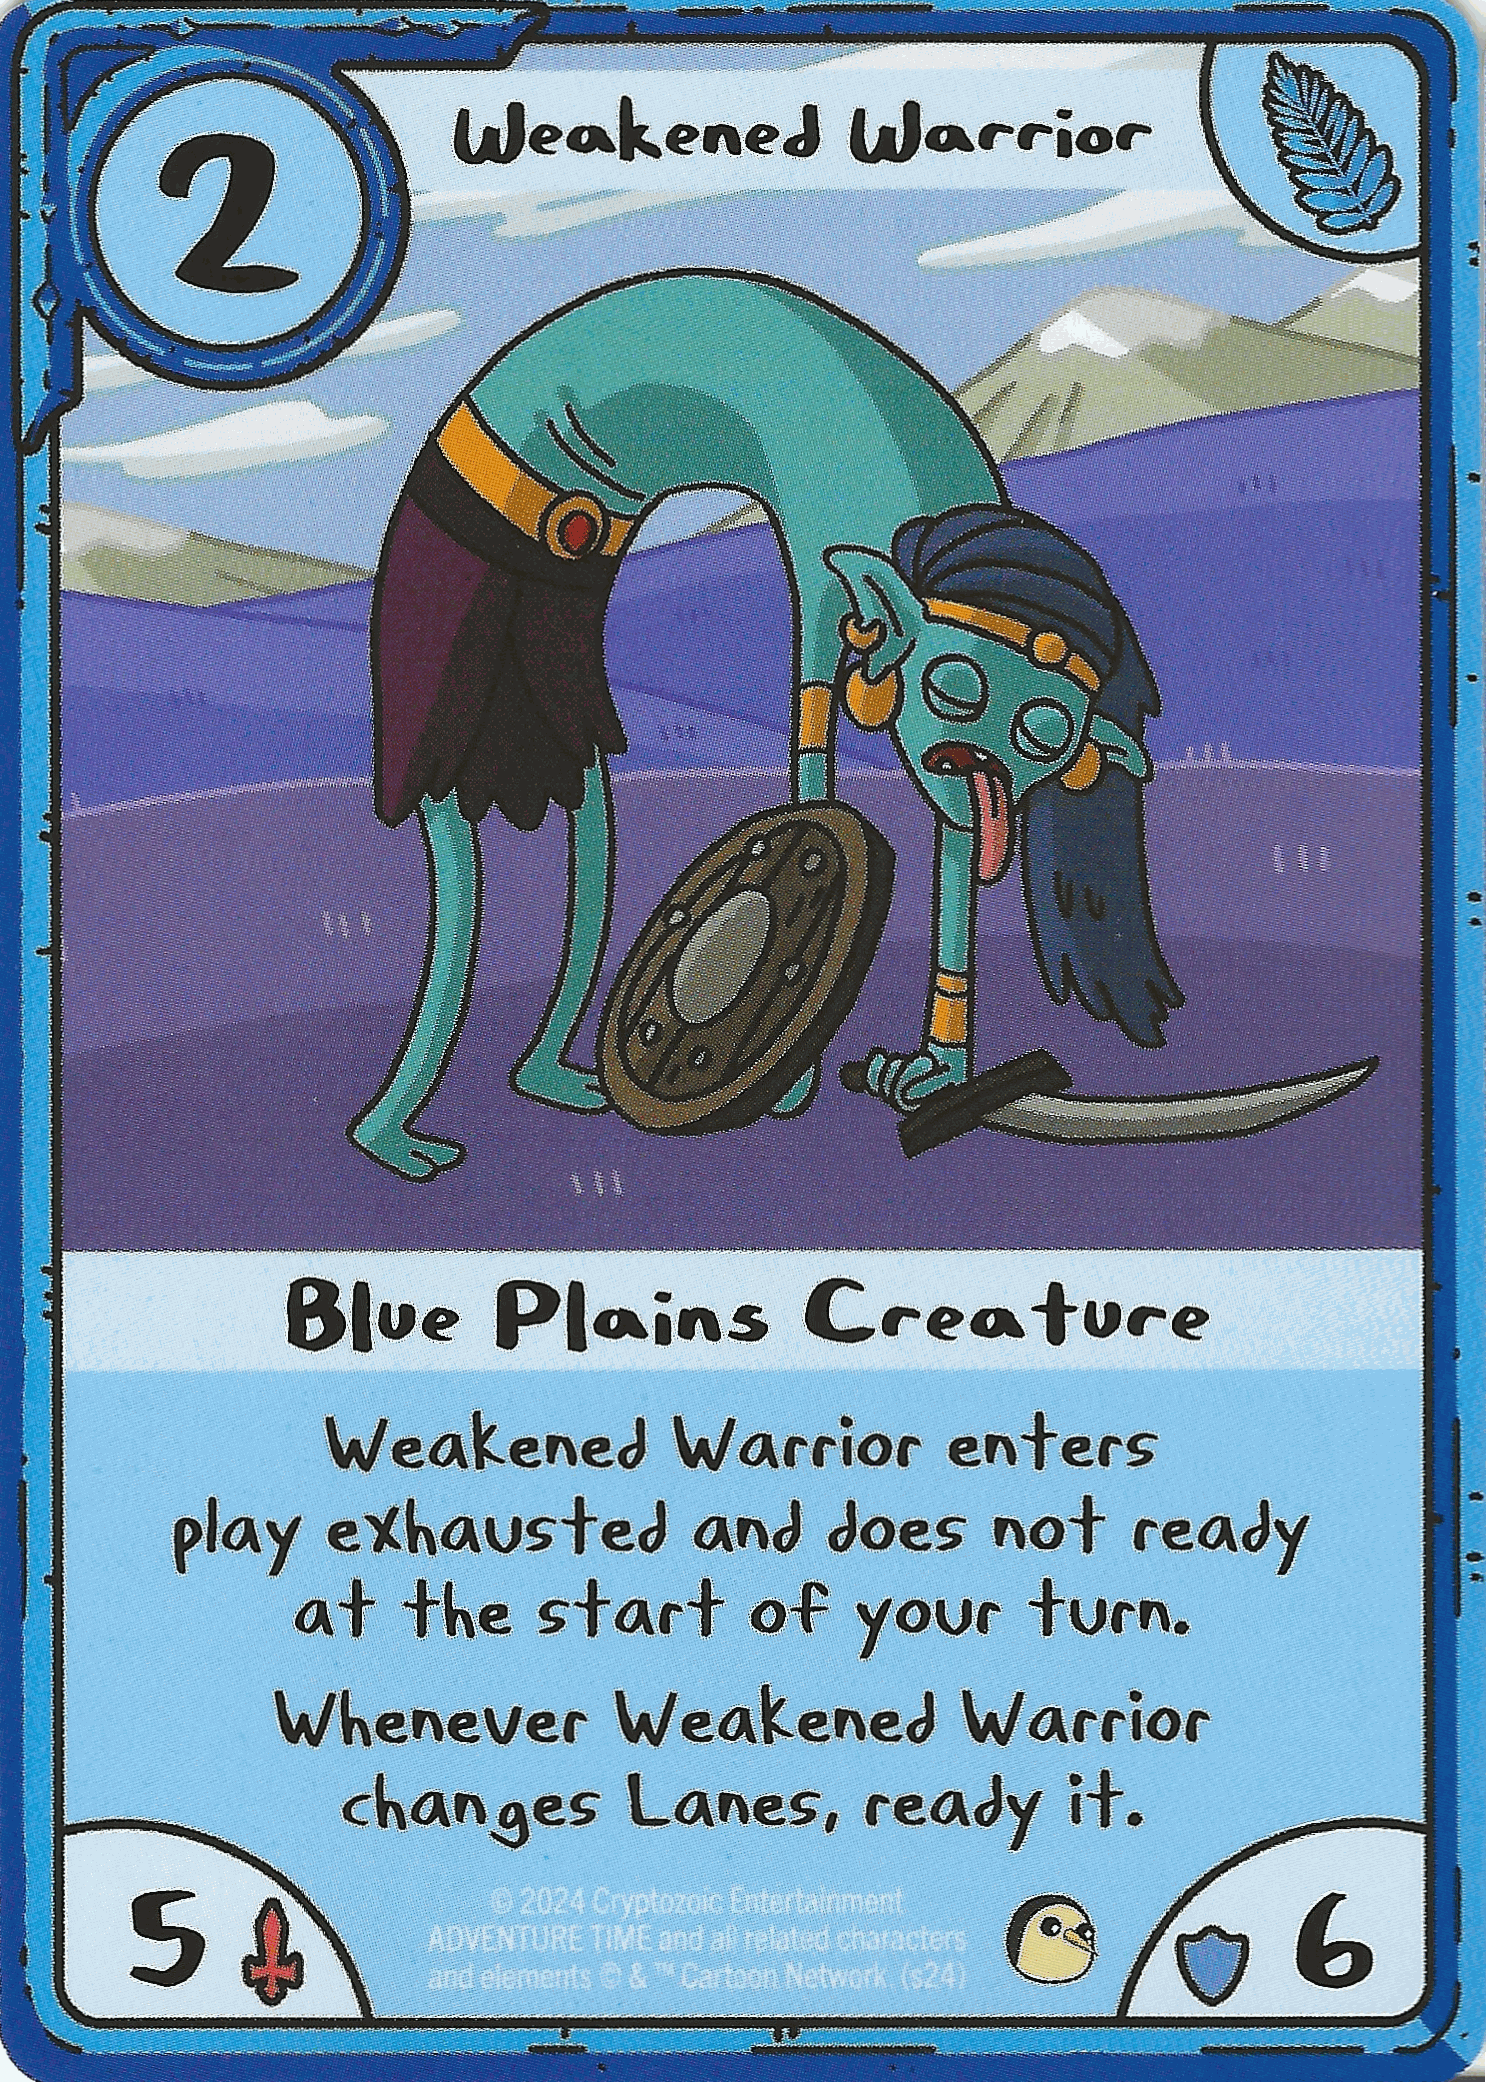 2
Weakened Warrior
Blue Plains Creature
Weakened Warrior enters
play exhausted and does not ready
at the start of your turn.
Whenever Weakened Warrior
changes Lanes, ready it.
5
© 2024 Cryptozoic Entertainment
ADVENTURE TIME and all related characters
and elements © & ™ Cartoon Network (s24)
6